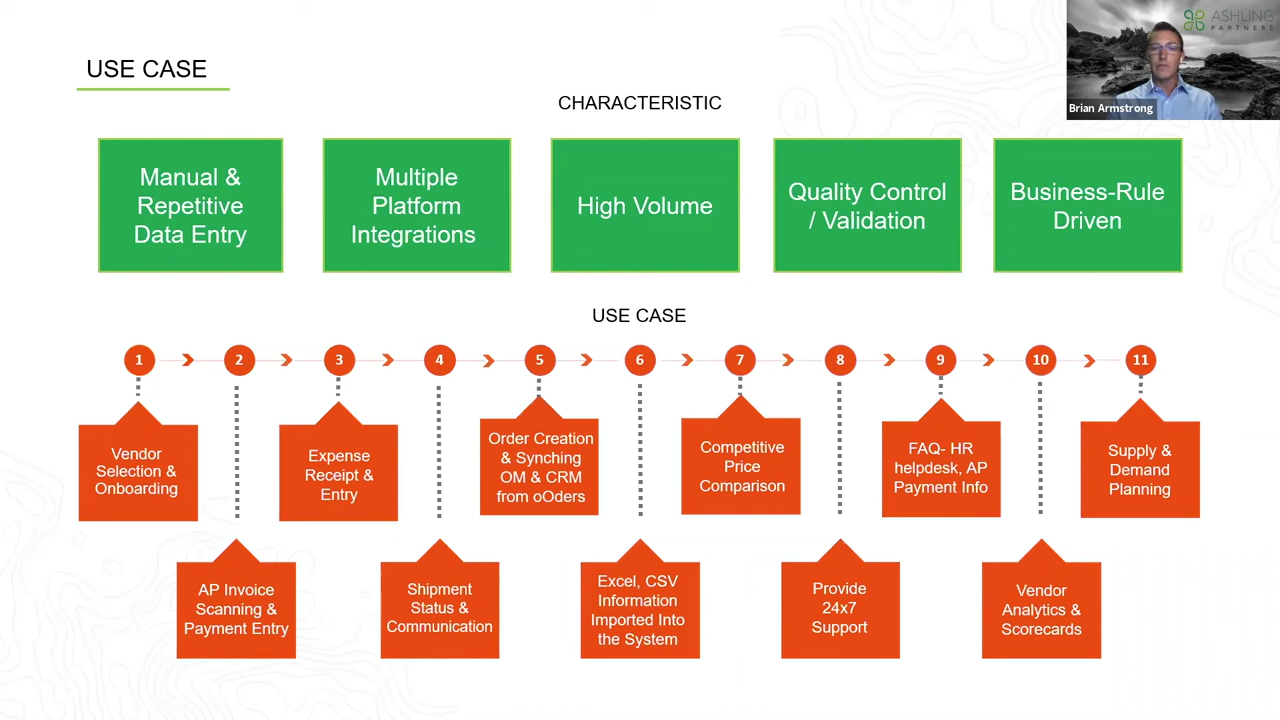 USE CASE
ASHLING
PARTNERS
Brian Armstrong
CHARACTERISTIC
Manual &
Repetitive
Data Entry
Multiple
Platform
Integrations
High Volume
Quality Control
/ Validation
Business-Rule
Driven
USE CASE
1
2
3
4
5
6
7
8
9
10
11
Vendor
Selection &
Onboarding
AP Invoice
Scanning &
Payment Entry
Expense
Receipt &
Entry
Shipment
Status &
Communication
Order Creation
& Synching
OM & CRM
from oOders
Excel, CSV
Information
Imported Into
the System
Competitive
Price
Comparison
Provide
24x7
Support
FAQ- HR
helpdesk, AP
Payment Info
Vendor
Analytics &
Scorecards
Supply &
Demand
Planning